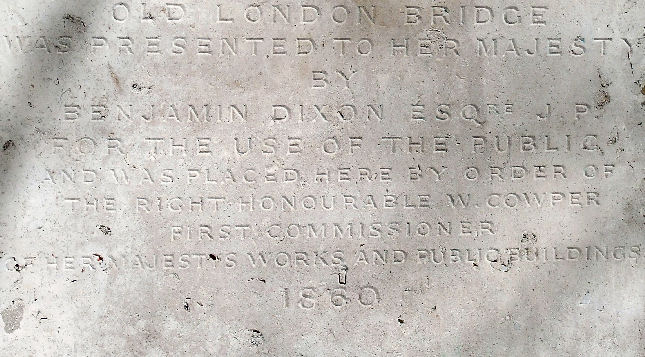 OLD LONDON BRIDGE
WAS PRESENTED TO HER MAJESTY
BY
BENJAMIN DIXON ESQRE J.P.
FOR THE USE OF THE PUBLIC,
AND WAS PLACED HERE BY ORDER OF
THE RIGHT HONOURABLE W. COWPER
FIRST COMMISSIONER
OF HER MAJESTY'S WORKS AND PUBLIC BUILDINGS
1860